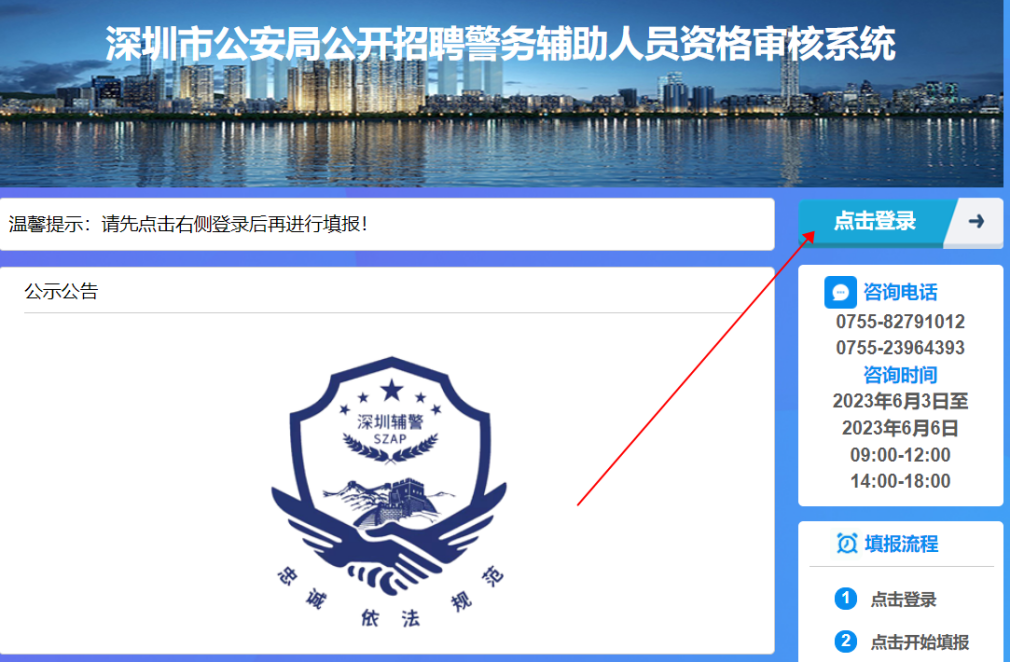 深圳市公安局公开招聘警务辅助人员资格审核系统
温馨提示：请先点击右侧登录后再进行填报！
点击登录
公示公告
深圳辅警
SZAP
忠诚依法规范
咨询电话
0755-82791012
0755-23964393
咨询时间
2023年6月3日至
2023年6月6日
09:00-12:00
14:00-18:00
填报流程
1 点击登录
2 点击开始填报